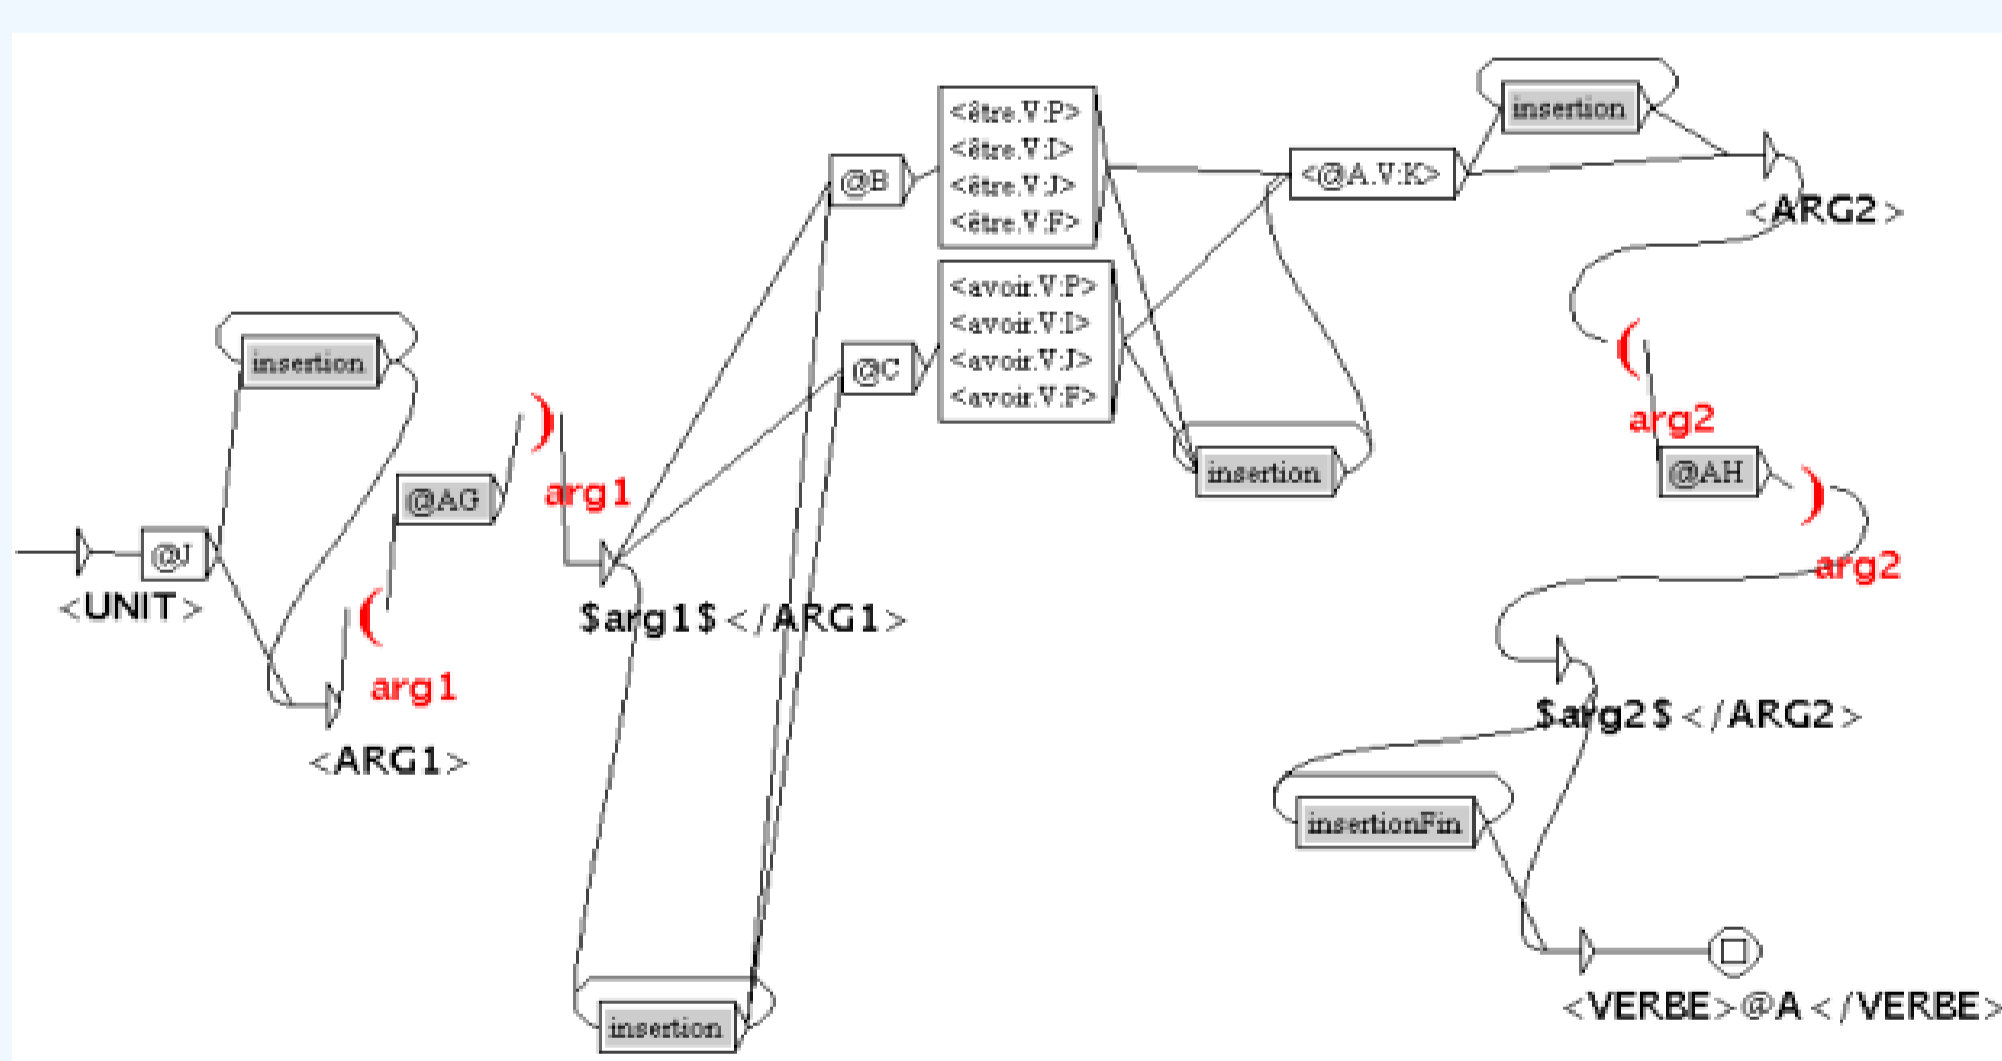 insertion
<être.V:P>
<être.V:I>
<être.V:J>
<être.V:F>
@B
<@A.V:K>
<ARG2>
<avoir.V:P>
<avoir.V:I>
<avoir.V:J>
<avoir.V:F>
@C
insertion
(
arg2
)
arg1
@AG
insertion
@AH
)
arg2
@J
<UNIT>
(
arg1
$arg1$</ARG1>
<ARG1>
$arg2$</ARG2>
insertionFin
insertion
<VERBE>@A</VERBE>